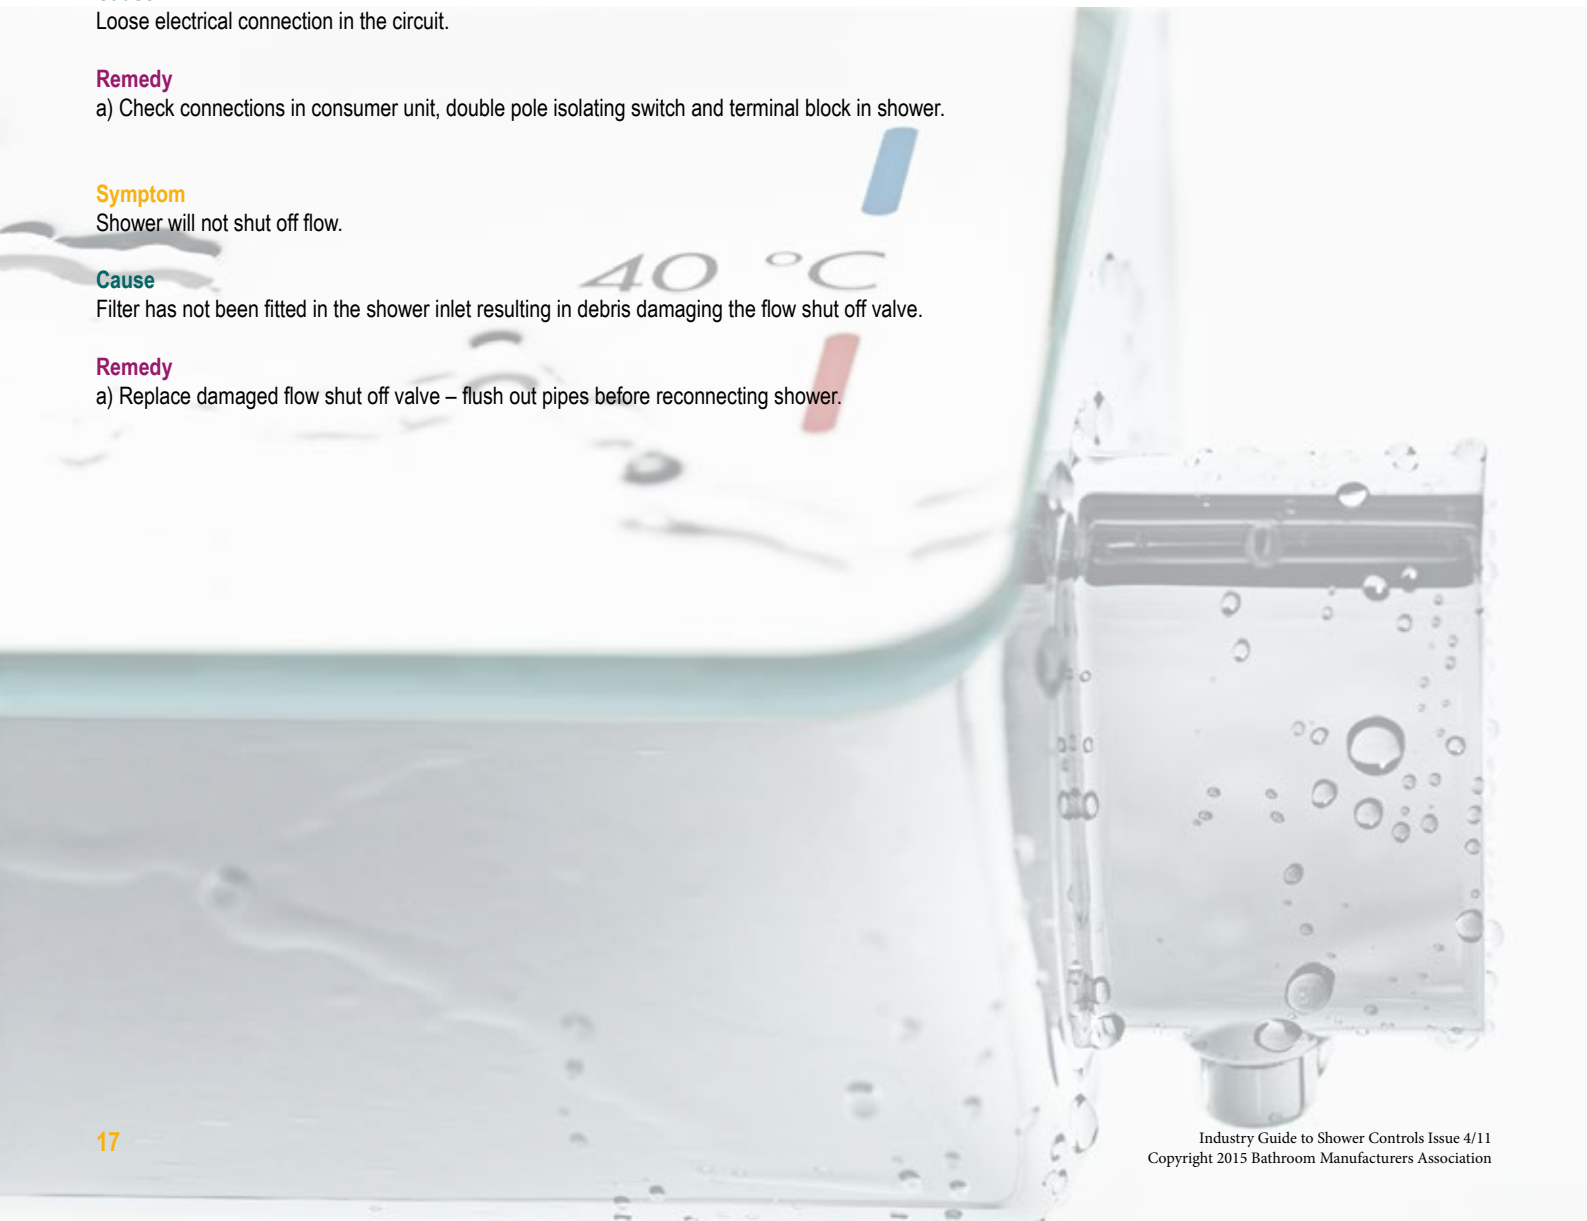 Loose electrical connection in the circuit.
Remedy
a) Check connections in consumer unit, double pole isolating switch and terminal block in shower.
Symptom
Shower will not shut off flow.
40 °C
Cause
Filter has not been fitted in the shower inlet resulting in debris damaging the flow shut off valve.
Remedy
a) Replace damaged flow shut off valve – flush out pipes before reconnecting shower.
17
Industry Guide to Shower Controls Issue 4/11
Copyright 2015 Bathroom Manufacturers Association